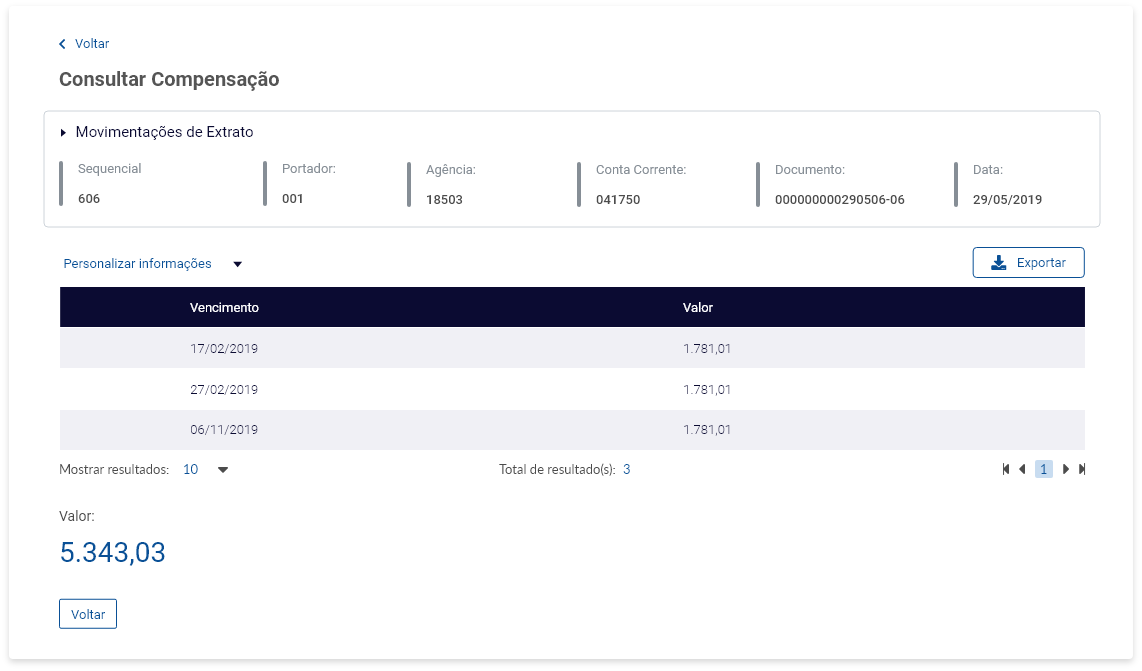 Voltar
Consultar Compensação
Movimentações de Extrato
Sequencial Portador: Agência: Conta Corrente: Documento: Data:
606 001 18503 041750 000000000290506-06 29/05/2019
Personalizar informações Exportar
Vencimento Valor
17/02/2019 1.781,01
27/02/2019 1.781,01
06/11/2019 1.781,01
Mostrar resultados: 10 Total de resultado(s): 3 1
Valor:
5.343,03
Voltar